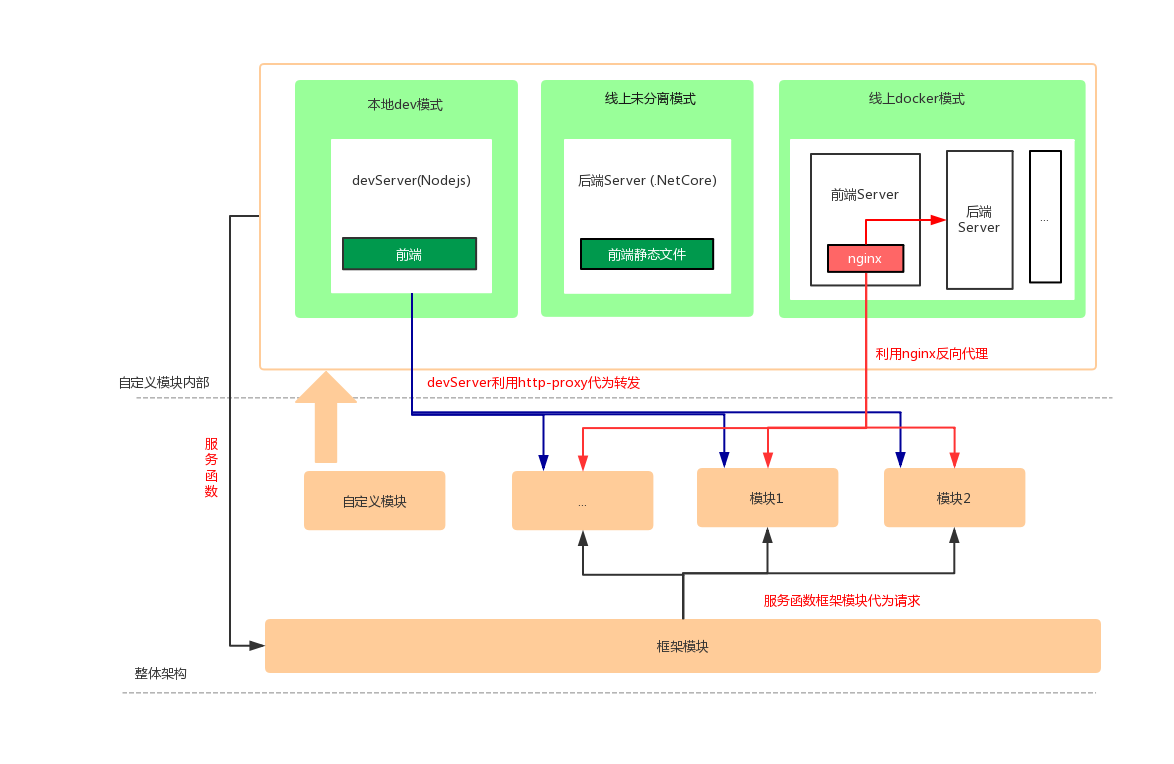 本地dev模式
线上未分离模式
线上docker模式
devServer(Nodejs)
前端
后端Server (.NetCore)
前端静态文件
前端Server
nginx
后端
Server
...
利用nginx反向代理
自定义模块内部
devServer利用http-proxy代为转发
服
务
函
数
自定义模块
...
模块1
模块2
服务函数框架模块代为请求
框架模块
整体架构